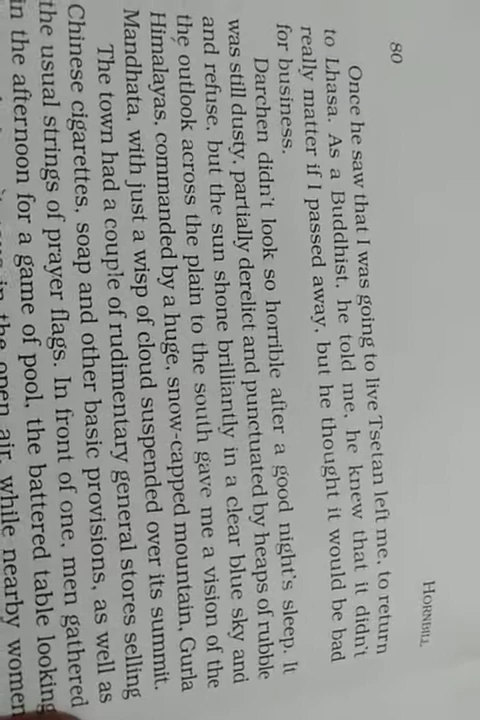 80
HORNBILL
Once he saw that I was going to live Tsetan left me, to return
to Lhasa. As a Buddhist, he told me, he knew that it didn't
really matter if I passed away, but he thought it would be bad
for business.
Darchen didn't look so horrible after a good night's sleep. It
was still dusty, partially derelict and punctuated by heaps of rubble
and refuse, but the sun shone brilliantly in a clear blue sky and
the outlook across the plain to the south gave me a vision of the
Himalayas, commanded by a huge, snow-capped mountain, Gurla
Mandhata, with just a wisp of cloud suspended over its summit.
The town had a couple of rudimentary general stores selling
Chinese cigarettes, soap and other basic provisions, as well as
the usual strings of prayer flags. In front of one, men gathered
in the afternoon for a game of pool, the battered table looking
in the open air, while nearby women